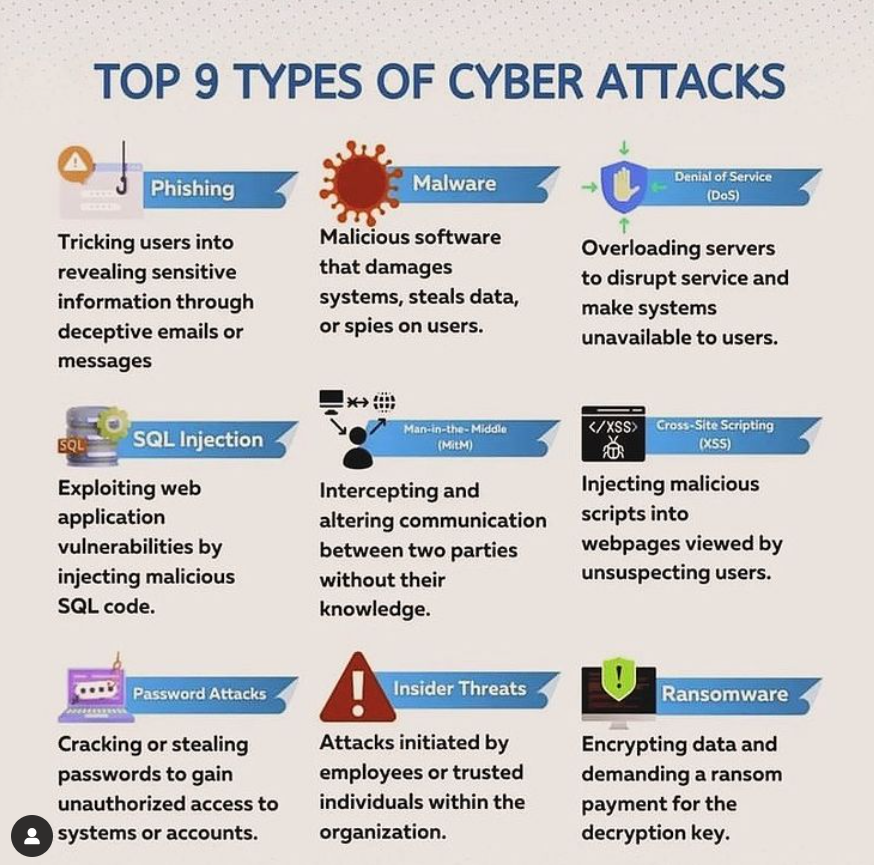 TOP 9 TYPES OF CYBER ATTACKS
Phishing
Tricking users into
revealing sensitive
information through
deceptive emails or
messages
Malware
Malicious software
that damages
systems, steals data,
or spies on users.
Denial of Service
(DoS)
Overloading servers
to disrupt service and
make systems
unavailable to users.
SQL
SQL Injection
Exploiting web
application
vulnerabilities by
injecting malicious
SQL code.
Man-in-the- Middle
(MitM)
Intercepting and
altering communication
between two parties
without their
knowledge.
</XSS>
Cross-Site Scripting
(XSS)
Injecting malicious
scripts into
webpages viewed by
unsuspecting users.
Password Attacks
Cracking or stealing
passwords to gain
unauthorized access to
systems or accounts.
Insider Threats
Attacks initiated by
employees or trusted
individuals within the
organization.
Ransomware
Encrypting data and
demanding a ransom
payment for the
decryption key.